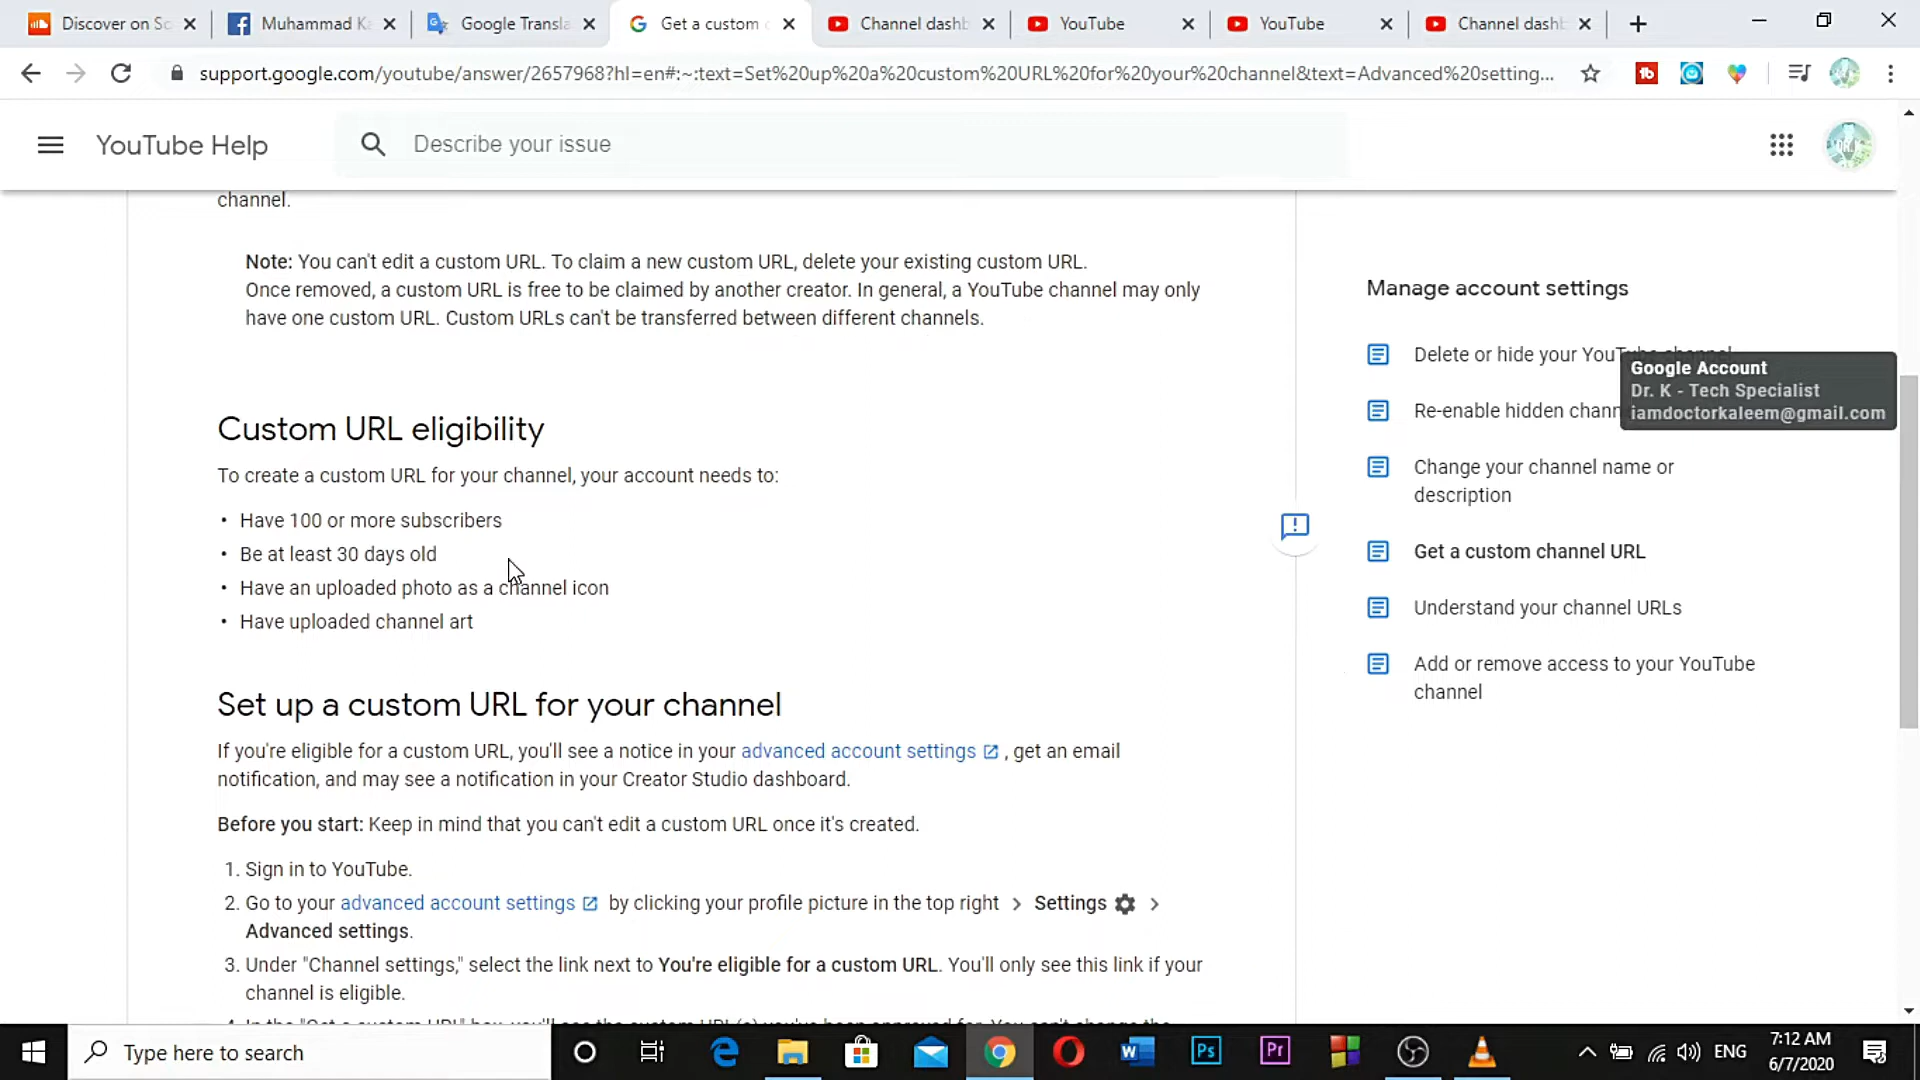 Discover on So
Muhammad Ka
Google Transla
Get a custom c
Channel dashb
YouTube
YouTube
Channel dashb
support.google.com/youtube/answer/2657968?hl=en#:~:text=Set%20up%20a%20custom%20URL%20for%20your%20channel&text=Advanced%20setting...
YouTube Help
Describe your issue
channel.
Note: You can't edit a custom URL. To claim a new custom URL, delete your existing custom URL.
Once removed, a custom URL is free to be claimed by another creator. In general, a YouTube channel may only
have one custom URL. Custom URLs can't be transferred between different channels.
Custom URL eligibility
To create a custom URL for your channel, your account needs to:
• Have 100 or more subscribers
• Be at least 30 days old
• Have an uploaded photo as a channel icon
• Have uploaded channel art
Set up a custom URL for your channel
If you're eligible for a custom URL, you'll see a notice in your advanced account settings , get an email
notification, and may see a notification in your Creator Studio dashboard.
Before you start: Keep in mind that you can't edit a custom URL once it's created.
1. Sign in to YouTube.
2. Go to your advanced account settings by clicking your profile picture in the top right > Settings >
Advanced settings.
3. Under "Channel settings," select the link next to You're eligible for a custom URL. You'll only see this link if your
channel is eligible.
Manage account settings
Delete or hide your YouTube channel
Re-enable hidden chann
Google Account
Dr. K - Tech Specialist
iamdoctorkaleem@gmail.com
Change your channel name or
description
Get a custom channel URL
Understand your channel URLs
Add or remove access to your YouTube
channel
Type here to search
Ps
Pr
ENG
7:12 AM
6/7/2020